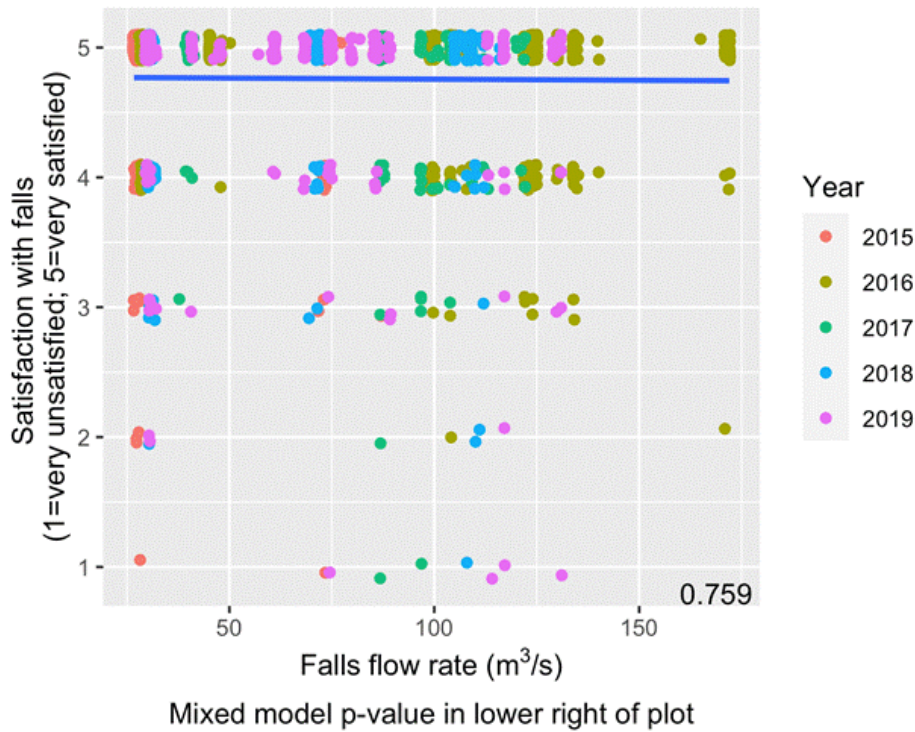 Satisfaction with falls
(1=very unsatisfied; 5=very satisfied)
5
4
3
2
1
0.759
50
100
150
Falls flow rate (m³/s)
Mixed model p-value in lower right of plot
Year
2015
2016
2017
2018
2019